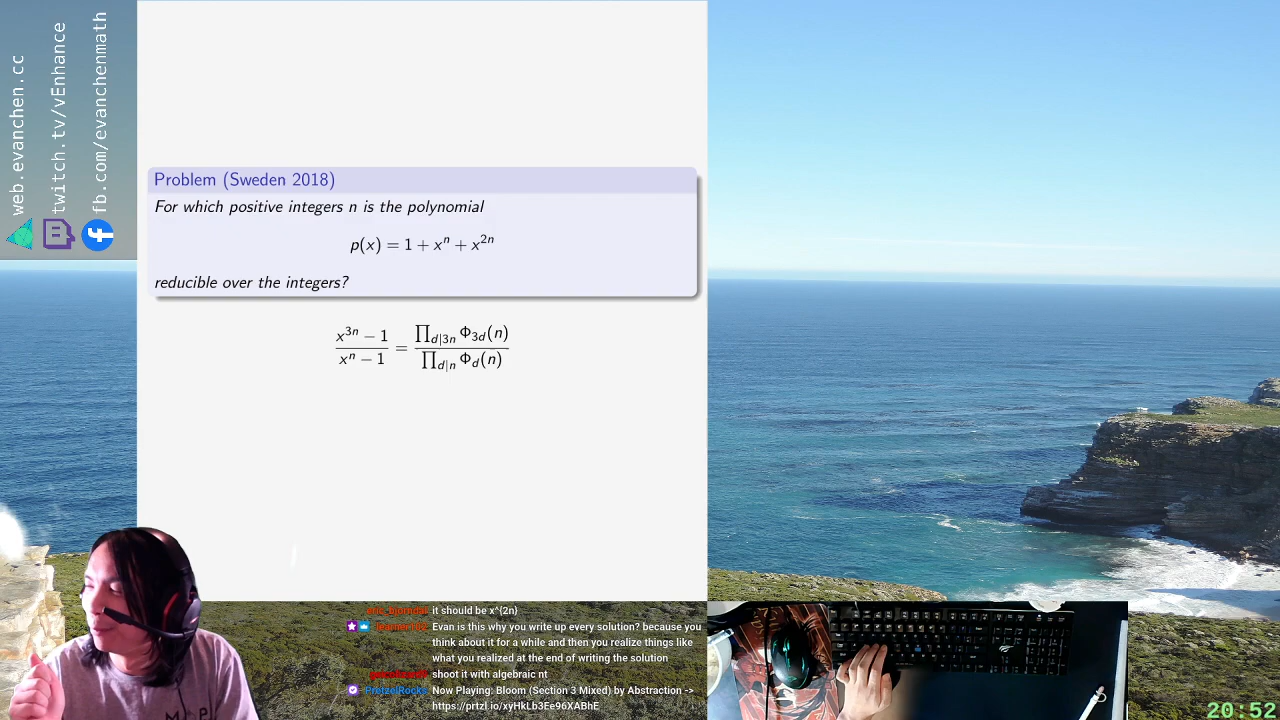 web.evanchen.cc
twitch.tv/vEnhance
fb.com/evanchenmath
Problem (Sweden 2018)
For which positive integers n is the polynomial
p(x) = 1 + x^n + x^{2n}
reducible over the integers?
\frac{x^{3n} − 1}{x^n − 1} = \frac{∏_{d|3n} Φ_{3d}(n)}{∏_{d|n} Φ_d(n)}
it should be x^{2n}
Evan is this why you write up every solution? because you
think about it for a while and then you realize things like
what you realized at the end of writing the solution
shoot it with algebraic nt
PretzelRocks Now Playing: Bloom (Section 3 Mixed) by Abstraction ->
https://prtzl.io/xyHkLb3Ee96XABhE
20:52